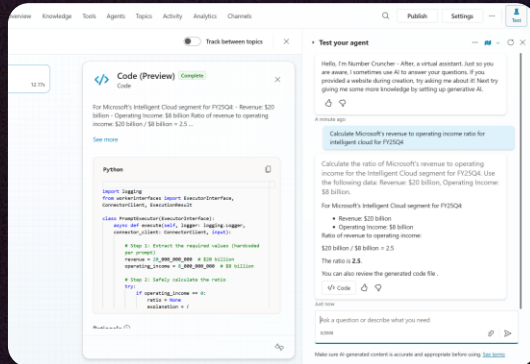 Knowledge Tools Agents Topics Activity Analytics Channels
Publish Settings ... Test
Track between topics
Test your agent
Code (Preview) Complete
For Microsoft's Intelligent Cloud segment for FY25Q4: - Revenue: $20
billion - Operating Income: $8 billion Ratio of revenue to operating
income: $20 billion / $8 billion = 2.5 ...
See more
Python
import logging
from workerinterfaces import ExecutorInterface,
ConnectorClient, ExecutionResult
class PromptExecutor(ExecutorInterface):
async def execute(self, logger: logging.Logger,
connector_client: ConnectorClient, input):
# Step 1: Extract the required values (hardcoded
per prompt)
revenue = 20_000_000_000 # $20 billion
operating_income = 8_000_000_000 # $8 billion
# Step 2: Safely calculate the ratio
try:
if operating_income == 0:
ratio = None
explanation = (
Hello, I'm Number Cruncher - After, a virtual assistant. Just so you
are aware, I sometimes use AI to answer your questions. If you
provided a website during creation, try asking me about it! Next try
giving me some more knowledge by setting up generative AI.
A minute ago
Calculate Microsoft's revenue to operating income ratio for
intelligent cloud for FY25Q4
Calculate the ratio of Microsoft's revenue to operating
income for the Intelligent Cloud segment for FY25Q4. Use
the following data: Revenue: $20 billion, Operating Income:
$8 billion.
For Microsoft's Intelligent Cloud segment for FY25Q4:
• Revenue: $20 billion
• Operating Income: $8 billion
Ratio of revenue to operating income:
$20 billion / $8 billion = 2.5
The ratio is 2.5.
You can also review the generated code file .
</> Code
Just now
Ask a question or describe what you need
Make sure AI-generated content is accurate and appropriate before using. See terms